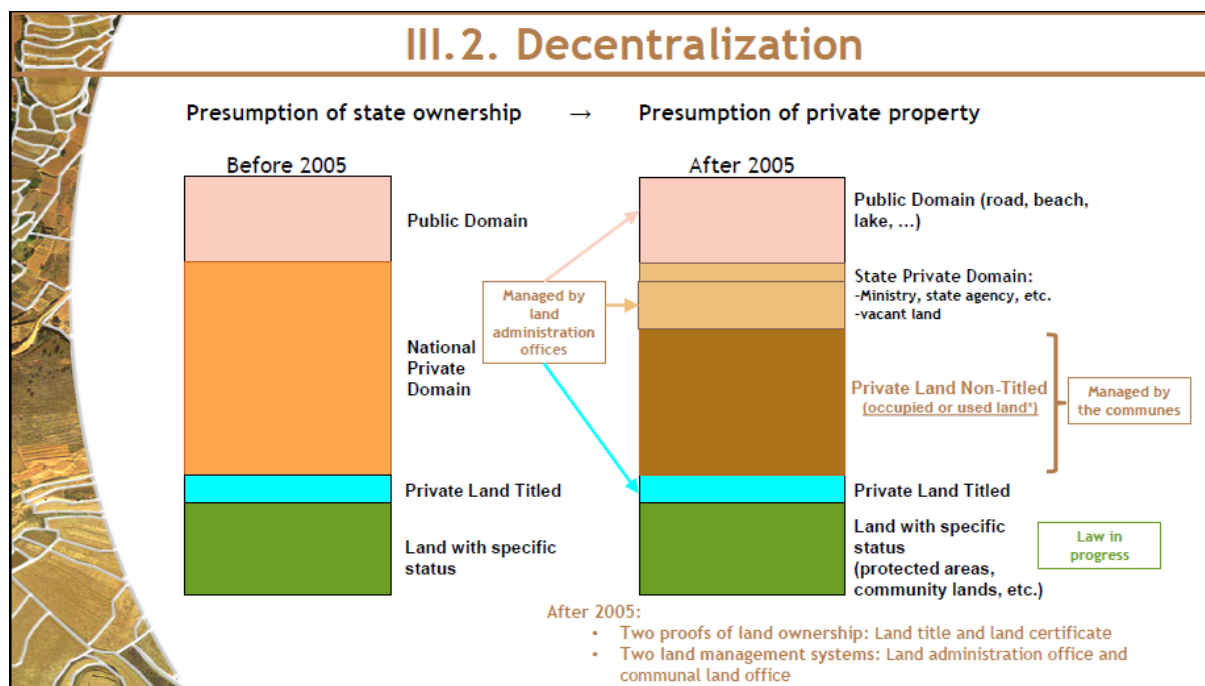 III.2. Decentralization
Presumption of state ownership → Presumption of private property
Before 2005
After 2005
Public Domain
National
Private
Domain
Private Land Titled
Land with specific
status
Managed by
land
administration
offices
Public Domain (road, beach,
lake, ...)
State Private Domain:
-Ministry, state agency, etc.
-vacant land
Private Land Non-Titled
(occupied or used land*)
Managed by
the communes
Private Land Titled
Land with specific
status
(protected areas,
community lands, etc.)
Law in
progress
After 2005:
• Two proofs of land ownership: Land title and land certificate
• Two land management systems: Land administration office and
communal land office